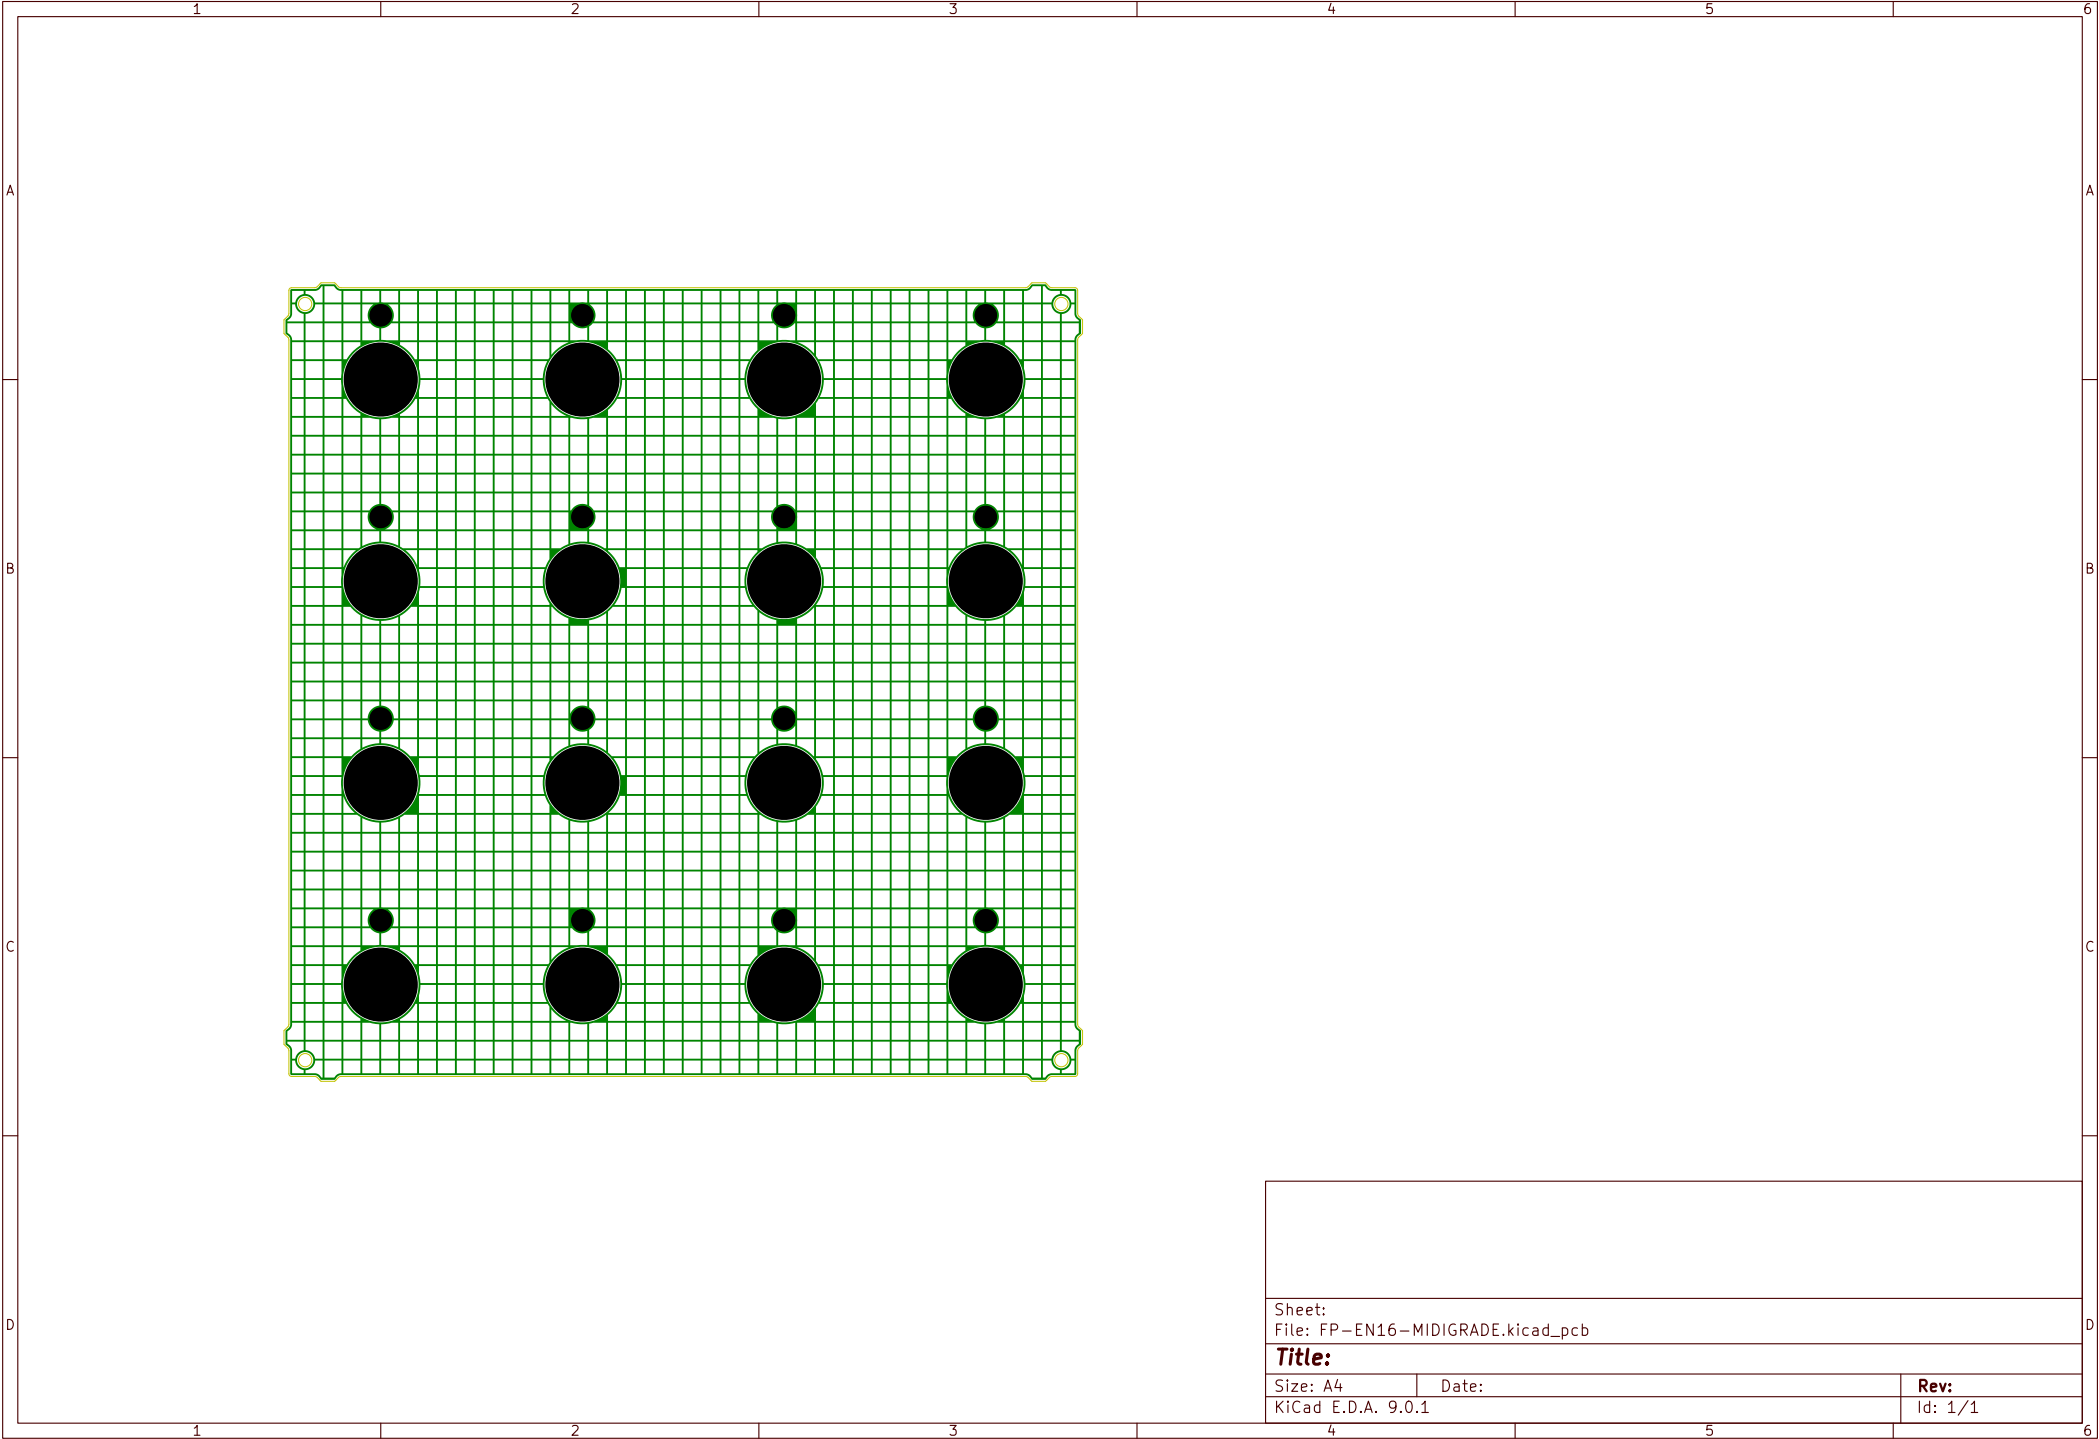 1 2 3 4 5 6
A A
B B
C C
D D
Sheet:
File: FP-EN16-MIDIGRADE.kicad_pcb
Title:
Size: A4 Date: Rev:
KiCad E.D.A. 9.0.1 Id: 1/1
1 2 3 4 5 6